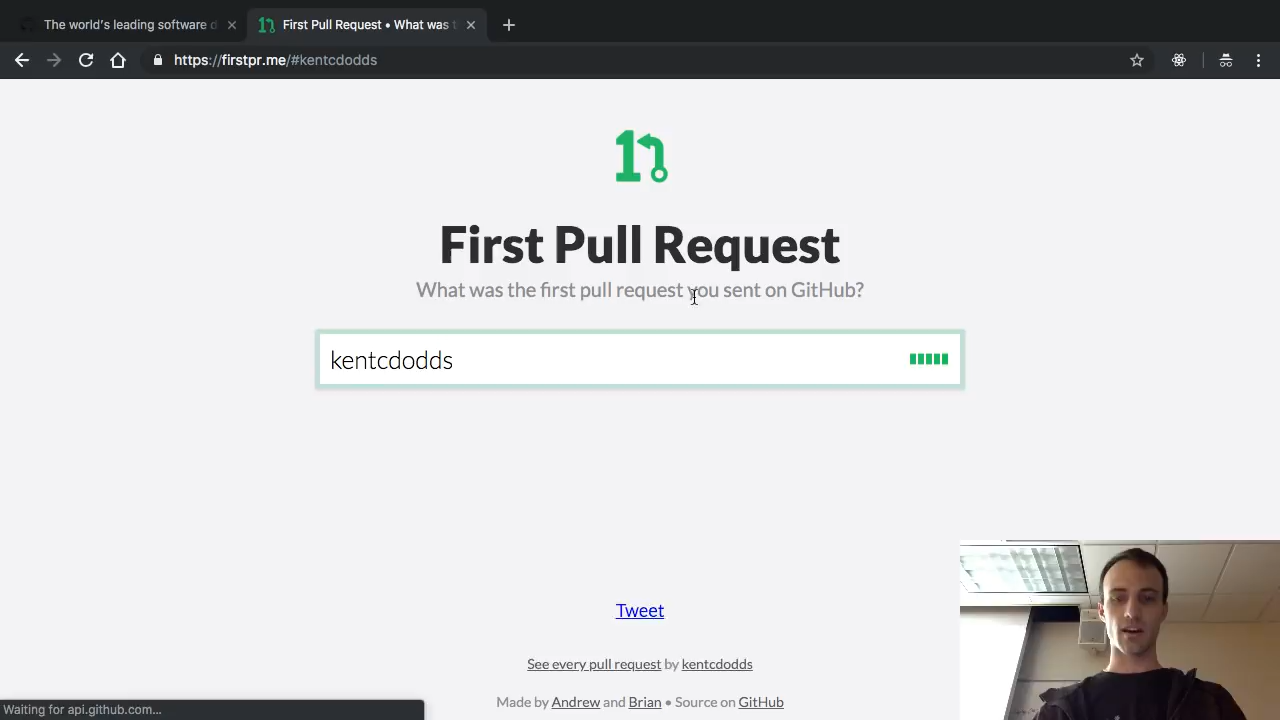 The world's leading software d
First Pull Request • What was t
https://firstpr.me/#kentcdodds
First Pull Request
What was the first pull request you sent on GitHub?
kentcdodds
Tweet
See every pull request by kentcdodds
Made by Andrew and Brian • Source on GitHub
Waiting for api.github.com...